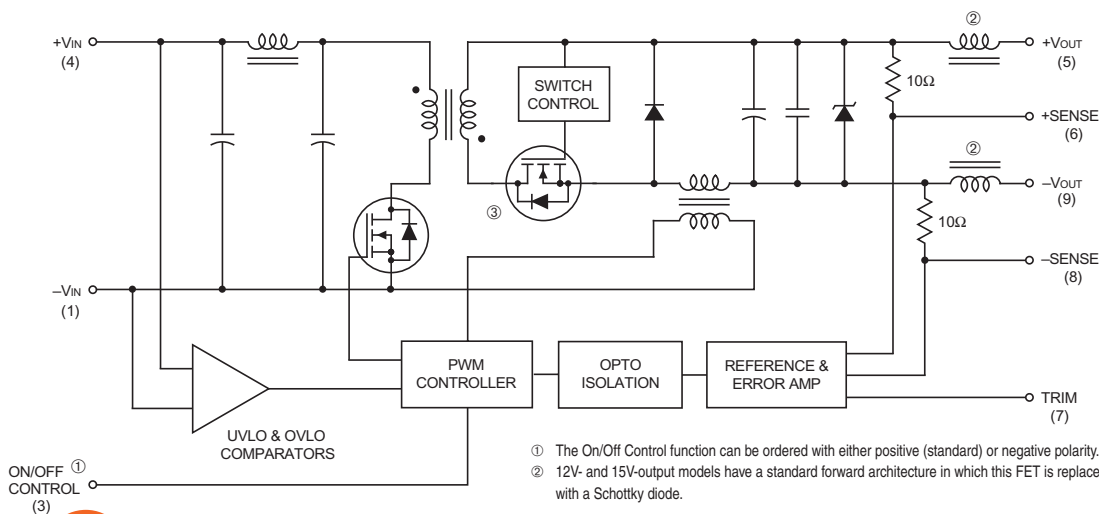 ②
+VIN
(4)
+VOUT
(5)
SWITCH
CONTROL
10Ω
+SENSE
(6)
②
③
–VOUT
(9)
10Ω
–SENSE
(8)
–VIN
(1)
PWM
CONTROLLER
OPTO
ISOLATION
REFERENCE &
ERROR AMP
TRIM
(7)
UVLO & OVLO
COMPARATORS
ON/OFF ①
CONTROL
(3)
① The On/Off Control function can be ordered with either positive (standard) or negative polarity.
② 12V- and 15V-output models have a standard forward architecture in which this FET is replace
with a Schottky diode.